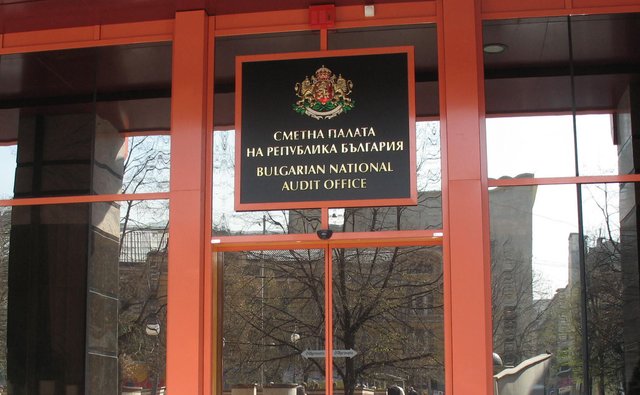 СМЕТНА ПАЛАТА
НА РЕПУБЛИКА БЪЛГАРИЯ
BULGARIAN NATIONAL
AUDIT OFFICE